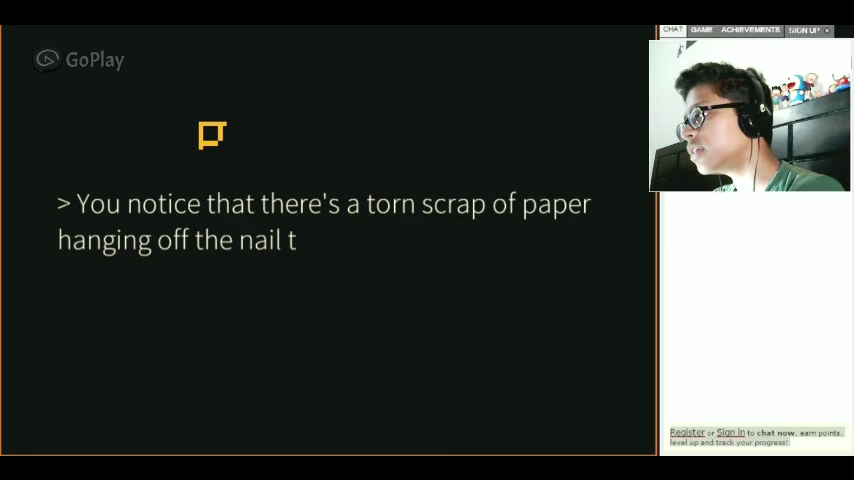 CHAT GAME ACHIEVEMENTS SIGN UP
GoPlay
> You notice that there's a torn scrap of paper
hanging off the nail t
Register or Sign in to chat now, earn points,
level up and track your progress!